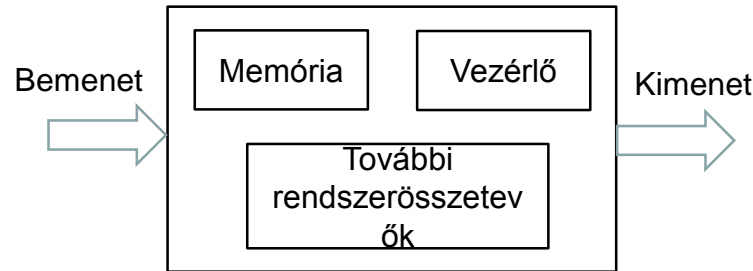 Bemenet
Memória
Vezérlő
Kimenet
További
rendszerösszetev
ők